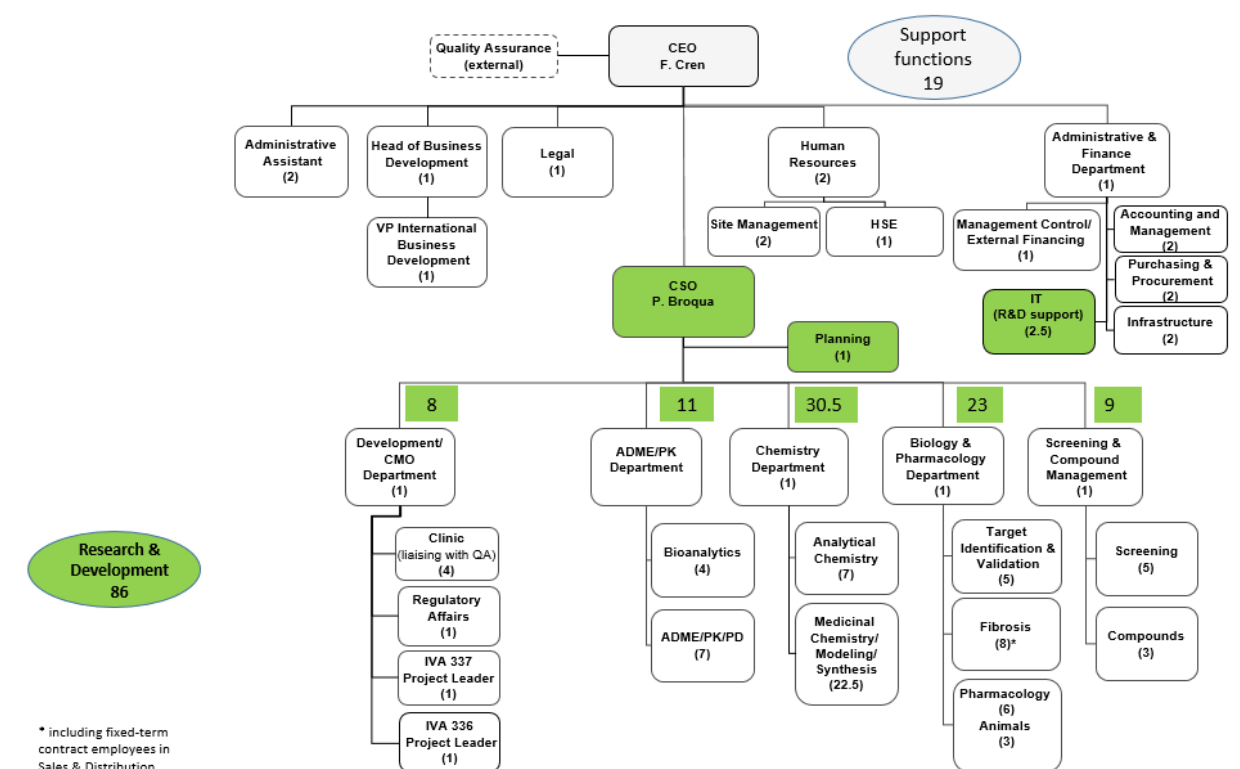 Quality Assurance
(external)
CEO
F. Cren
Support
functions
19
Administrative
Assistant
(2)
Head of Business
Development
(1)
Legal
(1)
Human
Resources
(2)
Administrative &
Finance
Department
(1)
VP International
Business
Development
(1)
Site Management
(2)
HSE
(1)
Management Control/
External Financing
(1)
Accounting and
Management
(2)
Purchasing &
Procurement
(2)
Infrastructure
(2)
IT
(R&D support)
(2.5)
CSO
P. Broqua
Planning
(1)
8
11
30.5
23
9
Development/
CMO
Department
(1)
ADME/PK
Department
Chemistry
Department
(1)
Biology &
Pharmacology
Department
(1)
Screening &
Compound
Management
(1)
Clinic
(liaising with QA)
(4)
Regulatory
Affairs
(1)
IVA 337
Project Leader
(1)
IVA 336
Project Leader
(1)
Bioanalytics
(4)
ADME/PK/PD
(7)
Analytical
Chemistry
(7)
Medicinal
Chemistry/
Modeling/
Synthesis
(22.5)
Target
Identification &
Validation
(5)
Fibrosis
(8)*
Pharmacology
(6)
Animals
(3)
Screening
(5)
Compounds
(3)
Research &
Development
86
* including fixed-term
contract employees in
Sales & Distribution